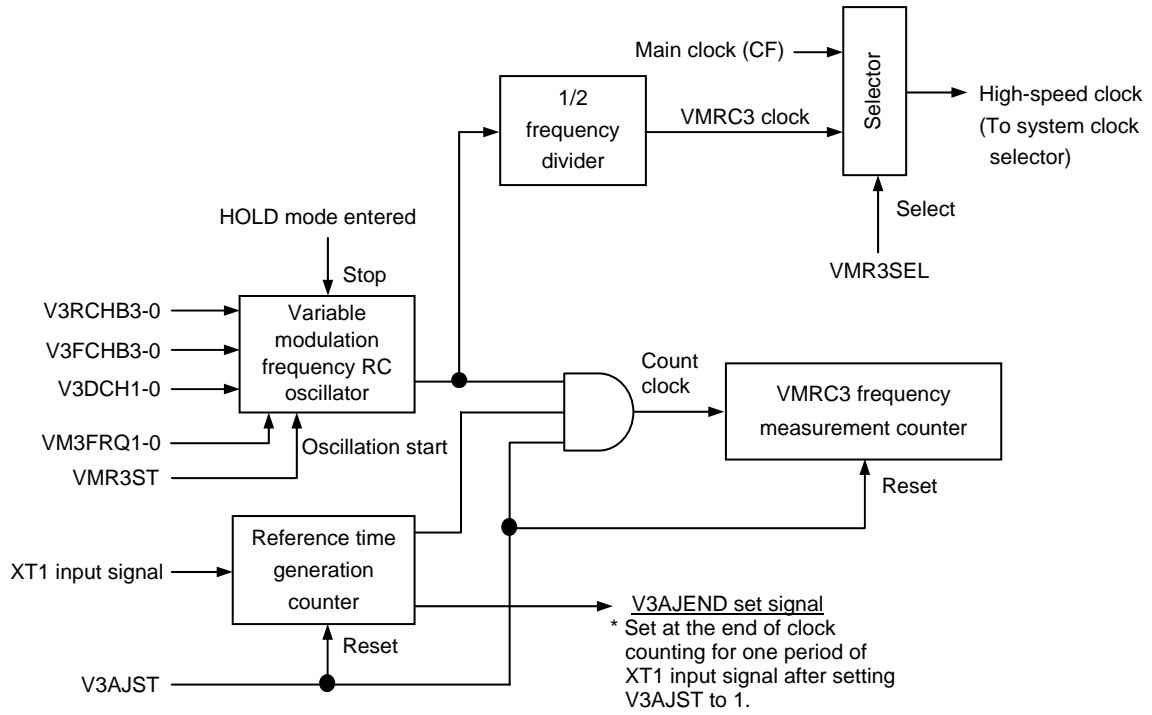 Main clock (CF)
Selector
1/2
frequency
divider
VMRC3 clock
High-speed clock
(To system clock
selector)
Select
VMR3SEL
HOLD mode entered
Stop
V3RCHB3-0
V3FCHB3-0
V3DCH1-0
VM3FRQ1-0
VMR3ST
Variable
modulation
frequency RC
oscillator
Oscillation start
Count
clock
VMRC3 frequency
measurement counter
Reset
XT1 input signal
Reference time
generation
counter
Reset
V3AJST
V3AJEND set signal
* Set at the end of clock
counting for one period of
XT1 input signal after setting
V3AJST to 1.